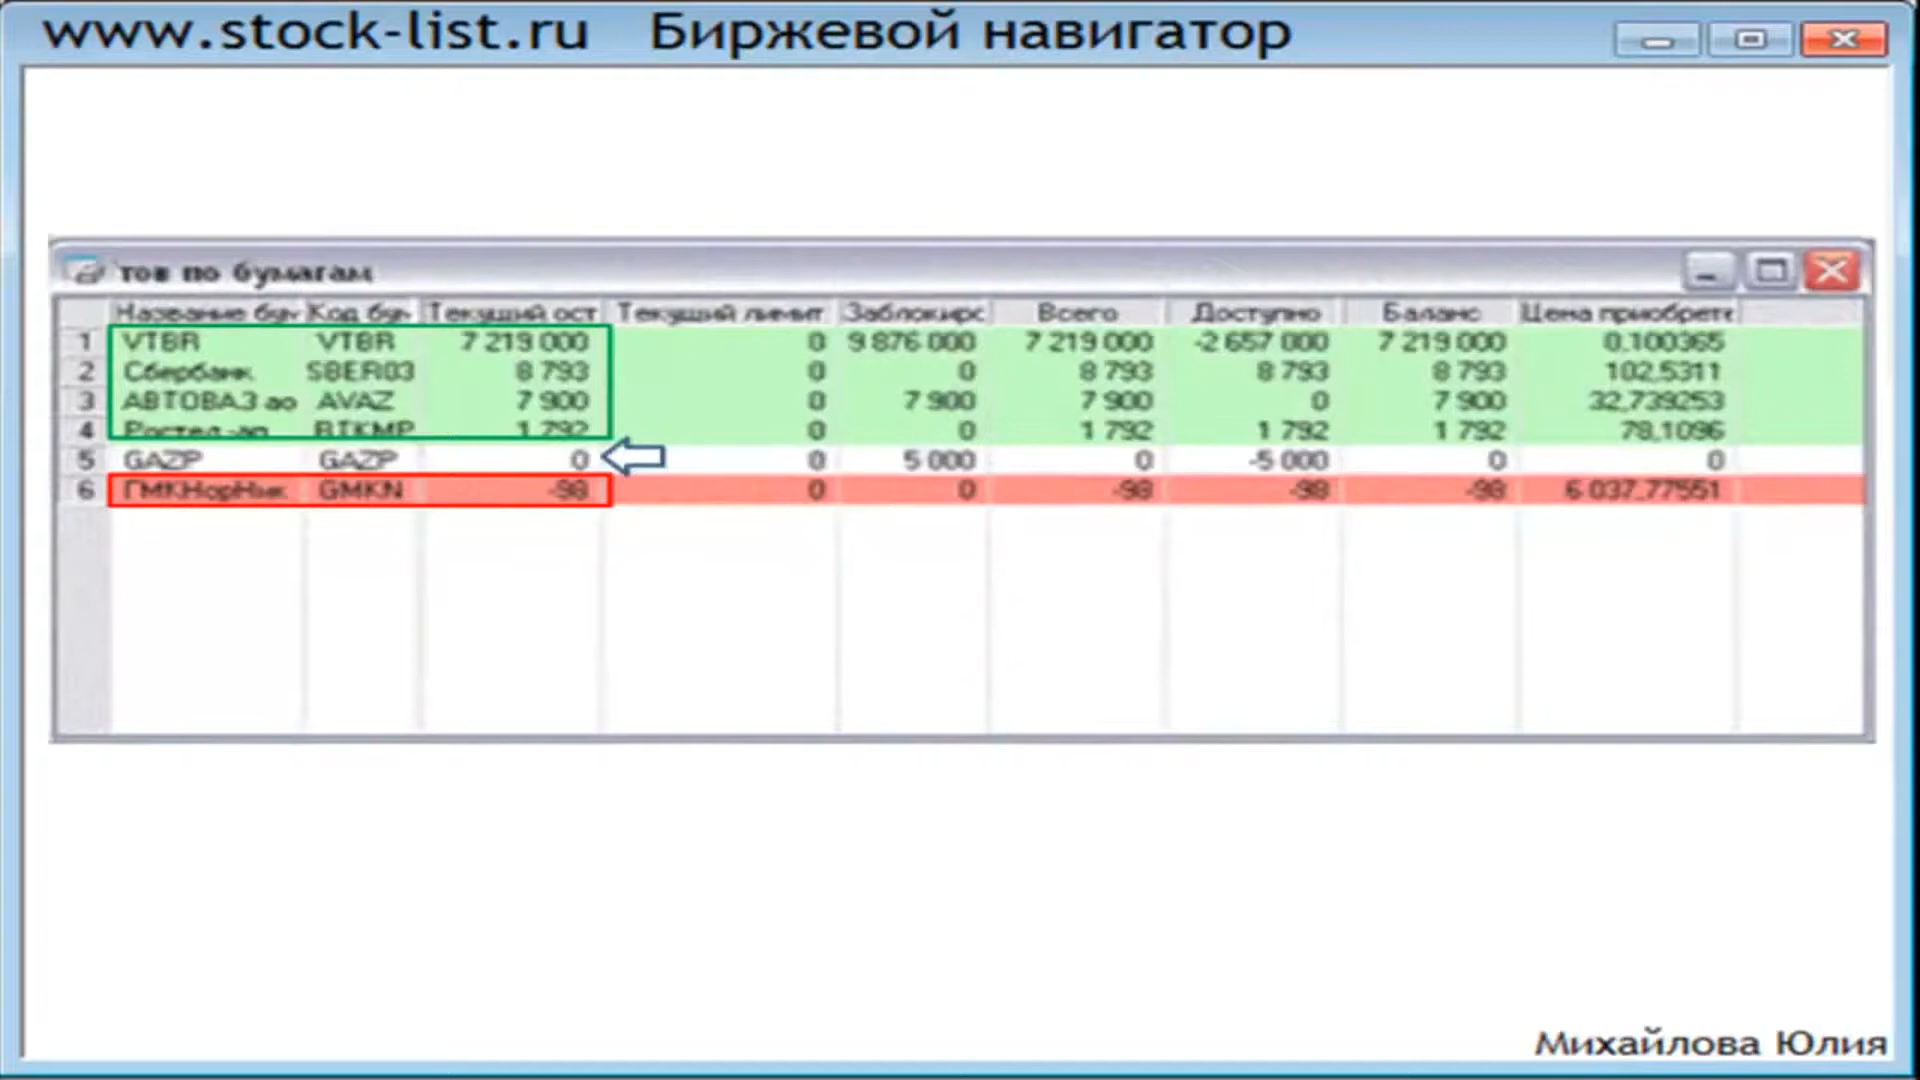 www.stock-list.ru Биржевой навигатор
тов по бумагам
Название бум Код бум Текущий ост Текущий лимит Заблокирс Всего Доступно Баланс Цена приобрете
1 VTBR VTBR 7 219 000 0 9 876 000 7 219 000 -2 657 000 7 219 000 0,100365
2 Сбербанк SBER03 8 793 0 0 8 793 8 793 8 793 102,5311
3 АВТОВАЗ ао AVAZ 7 900 0 7 900 7 900 0 7 900 32,739253
4 Ростел -ап RTKMP 1 792 0 0 1 792 1 792 1 792 78,1096
5 GAZP GAZP 0 0 5 000 0 -5 000 0 0
6 ГМКНорНик GMKN -98 0 0 -98 -98 -98 6 037,77551
Михайлова Юлия